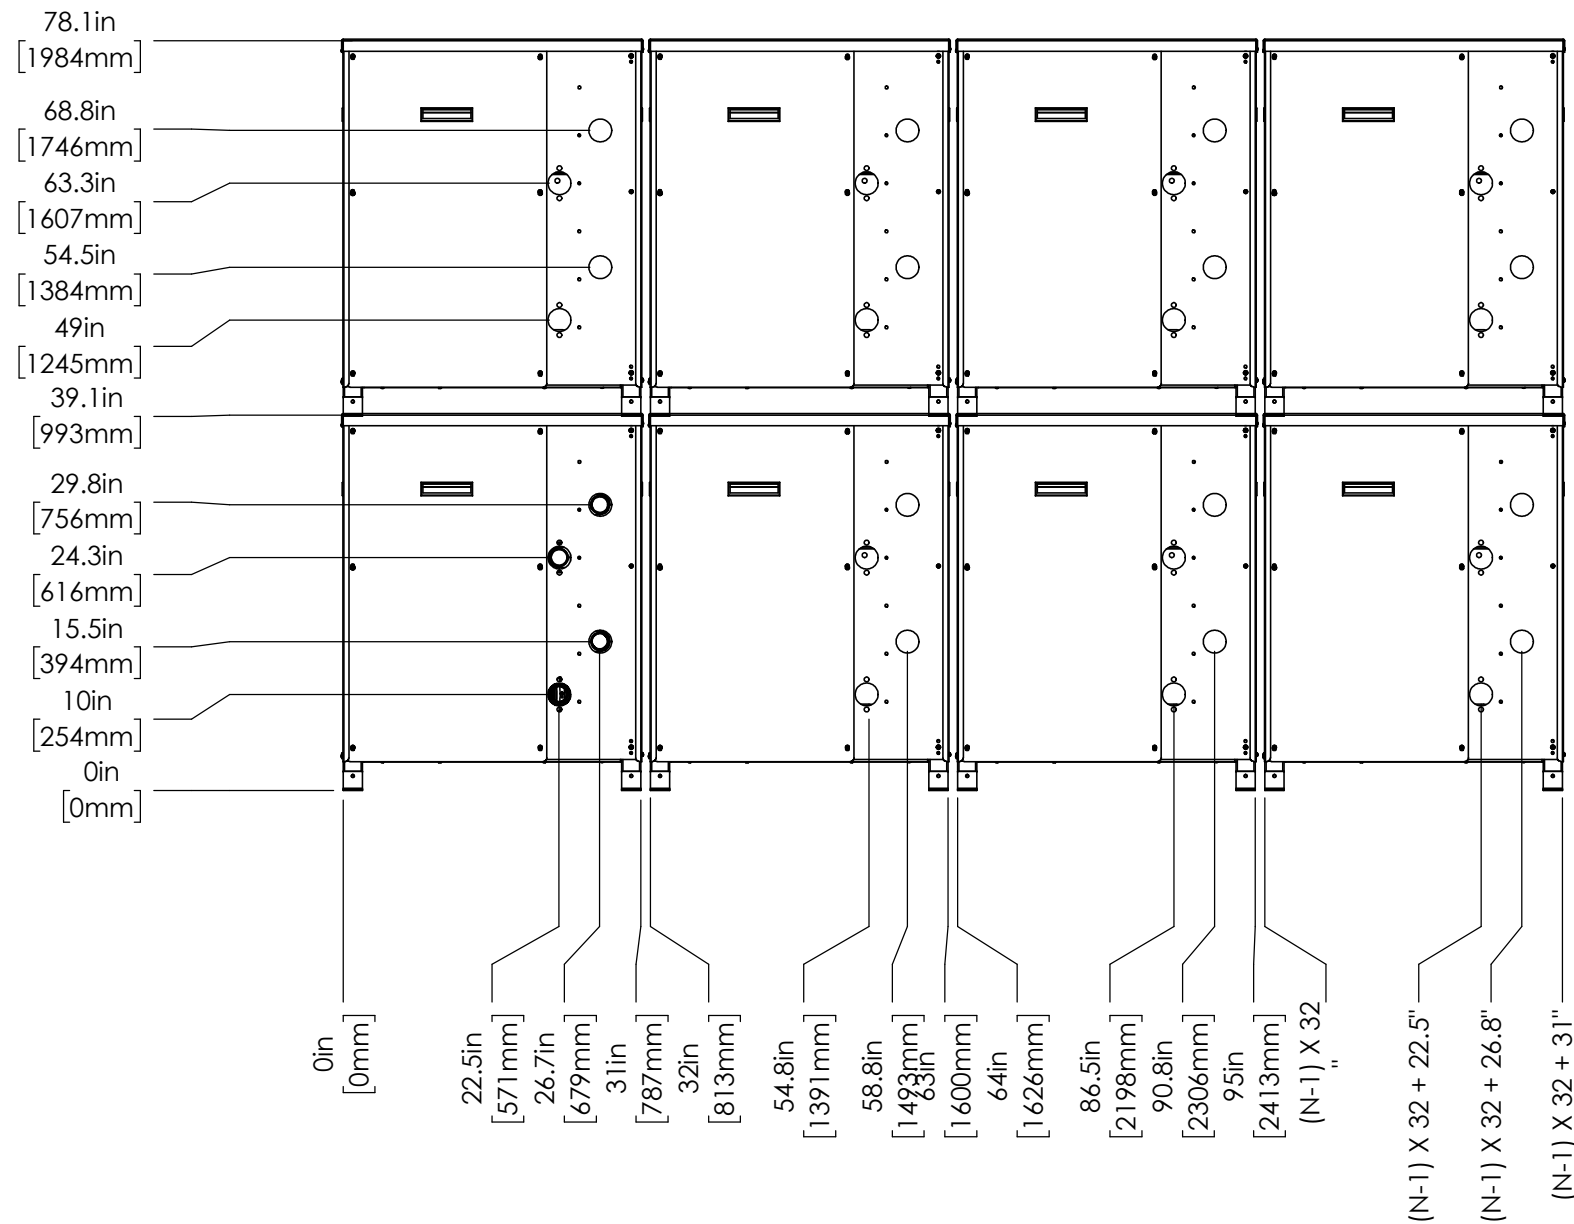 78.1in
[1984mm]
68.8in
[1746mm]
63.3in
[1607mm]
54.5in
[1384mm]
49in
[1245mm]
39.1in
[993mm]
29.8in
[756mm]
24.3in
[616mm]
15.5in
[394mm]
10in
[254mm]
0in
[0mm]
0in
[0mm]
22.5in
[571mm]
26.7in
[679mm]
31in
[787mm]
32in
[813mm]
54.8in
[1391mm]
58.8in
[1493mm]
63in
[1600mm]
64in
[1626mm]
86.5in
[2198mm]
90.8in
[2306mm]
95in
[2413mm]
(N-1) X 32
"
(N-1) X 32 + 22.5"
(N-1) X 32 + 26.8"
(N-1) X 32 + 31"